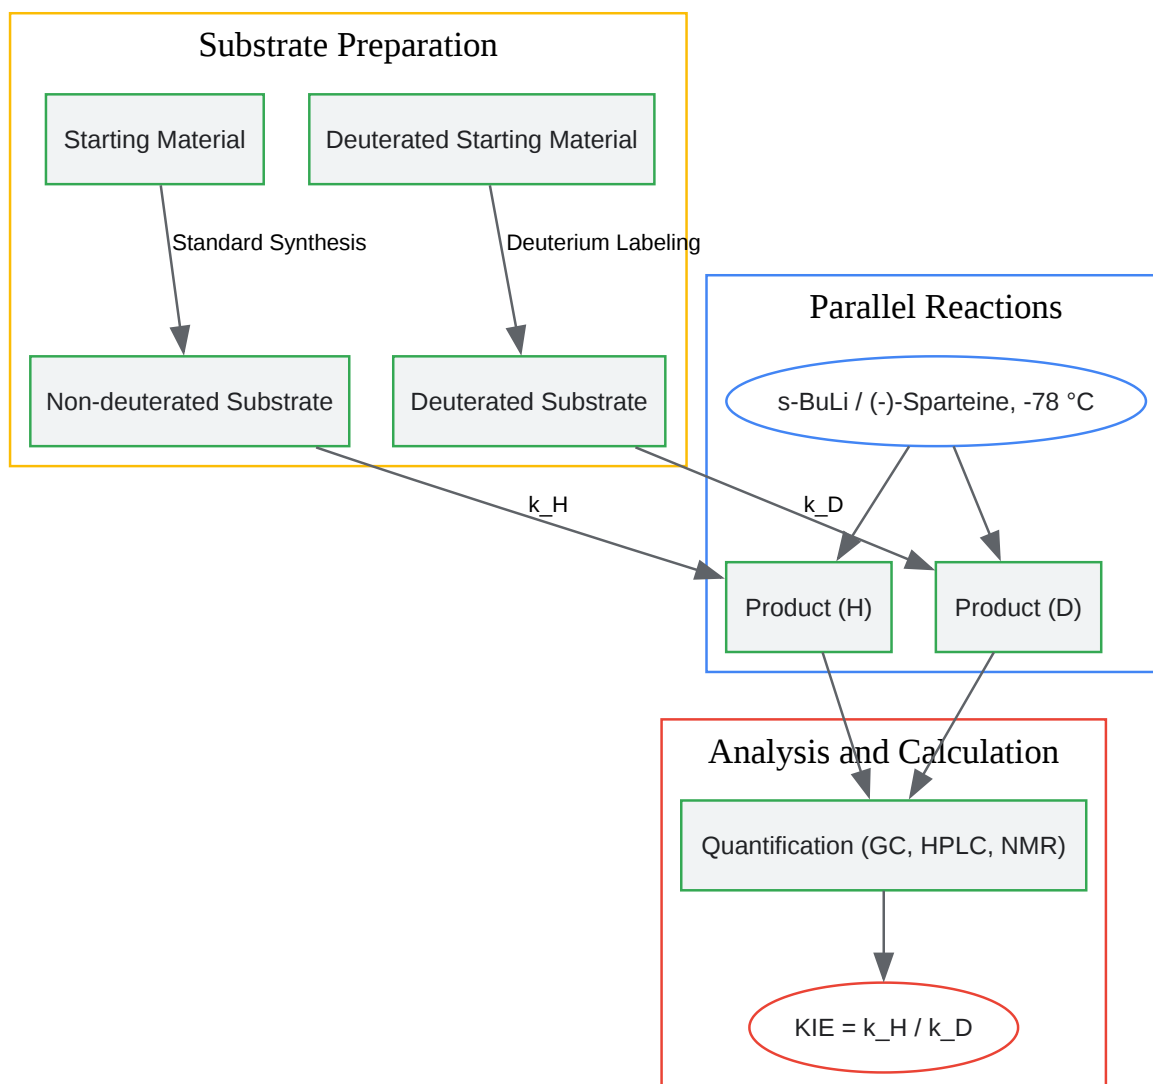 Substrate Preparation
Starting Material
Deuterated Starting Material
Standard Synthesis
Deuterium Labeling
Non-deuterated Substrate
Deuterated Substrate
Parallel Reactions
s-BuLi / (-)-Sparteine, -78 °C
k_H
k_D
Product (H)
Product (D)
Analysis and Calculation
Quantification (GC, HPLC, NMR)
KIE = k_H / k_D